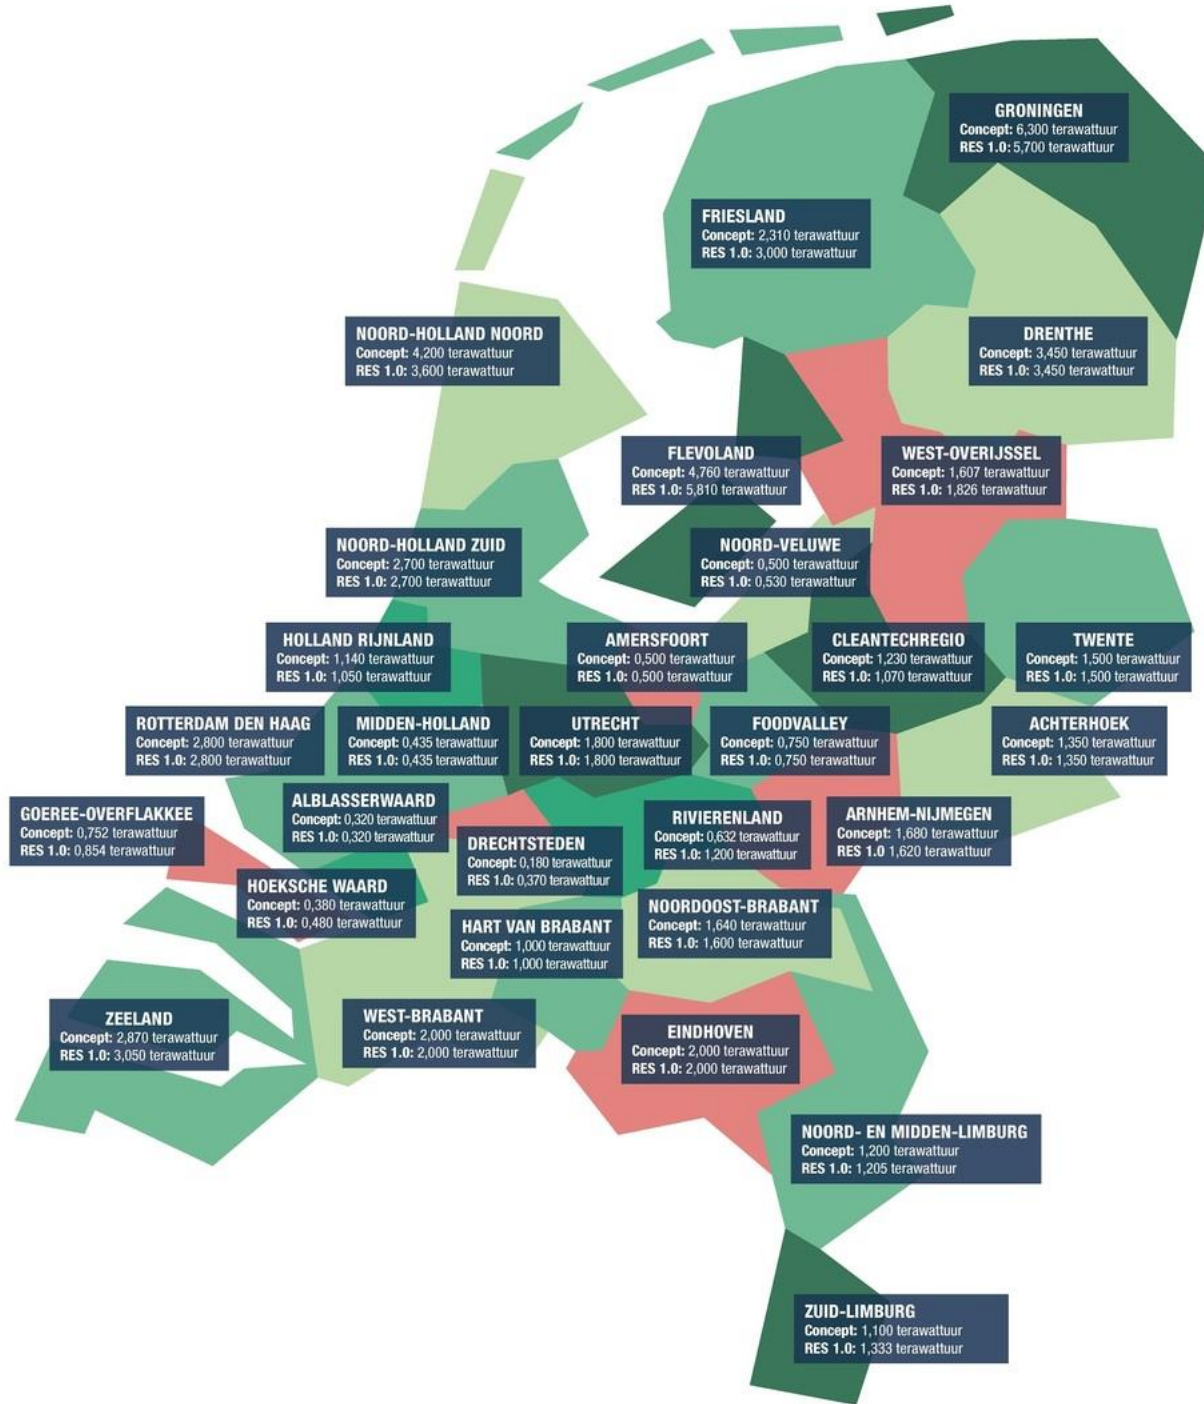 GRONINGEN
Concept: 6,300 terawattuur
RES 1.0: 5,700 terawattuur
FRIESLAND
Concept: 2,310 terawattuur
RES 1.0: 3,000 terawattuur
NOORD-HOLLAND NOORD
Concept: 4,200 terawattuur
RES 1.0: 3,600 terawattuur
DRENTHE
Concept: 3,450 terawattuur
RES 1.0: 3,450 terawattuur
FLEVOLAND
Concept: 4,760 terawattuur
RES 1.0: 5,810 terawattuur
WEST-OVERIJSSEL
Concept: 1,607 terawattuur
RES 1.0: 1,826 terawattuur
NOORD-HOLLAND ZUID
Concept: 2,700 terawattuur
RES 1.0: 2,700 terawattuur
NOORD-VELUWE
Concept: 0,500 terawattuur
RES 1.0: 0,530 terawattuur
HOLLAND RIJNLAND
Concept: 1,140 terawattuur
RES 1.0: 1,050 terawattuur
AMERSFOORT
Concept: 0,500 terawattuur
RES 1.0: 0,500 terawattuur
CLEANTECHREGIO
Concept: 1,230 terawattuur
RES 1.0: 1,070 terawattuur
TWENTE
Concept: 1,500 terawattuur
RES 1.0: 1,500 terawattuur
ROTTERDAM DEN HAAG
Concept: 2,800 terawattuur
RES 1.0: 2,800 terawattuur
MIDDEN-HOLLAND
Concept: 0,435 terawattuur
RES 1.0: 0,435 terawattuur
UTRECHT
Concept: 1,800 terawattuur
RES 1.0: 1,800 terawattuur
FOODVALLEY
Concept: 0,750 terawattuur
RES 1.0: 0,750 terawattuur
ACHTERHOEK
Concept: 1,350 terawattuur
RES 1.0: 1,350 terawattuur
GOEREE-OVERFLAKKEE
Concept: 0,752 terawattuur
RES 1.0: 0,854 terawattuur
ALBLASSERWAARD
Concept: 0,320 terawattuur
RES 1.0: 0,320 terawattuur
DRECHTSTEDEN
Concept: 0,180 terawattuur
RES 1.0: 0,370 terawattuur
RIVIERENLAND
Concept: 0,632 terawattuur
RES 1.0: 1,200 terawattuur
ARNHEM-NIJMEGEN
Concept: 1,680 terawattuur
RES 1.0 1,620 terawattuur
HOEKSCHE WAARD
Concept: 0,380 terawattuur
RES 1.0: 0,480 terawattuur
HART VAN BRABANT
Concept: 1,000 terawattuur
RES 1.0: 1,000 terawattuur
NOORDOOST-BRABANT
Concept: 1,640 terawattuur
RES 1.0: 1,600 terawattuur
ZEELAND
Concept: 2,870 terawattuur
RES 1.0: 3,050 terawattuur
WEST-BRABANT
Concept: 2,000 terawattuur
RES 1.0: 2,000 terawattuur
EINDHOVEN
Concept: 2,000 terawattuur
RES 1.0: 2,000 terawattuur
NOORD- EN MIDDEN-LIMBURG
Concept: 1,200 terawattuur
RES 1.0: 1,205 terawattuur
ZUID-LIMBURG
Concept: 1,100 terawattuur
RES 1.0: 1,333 terawattuur